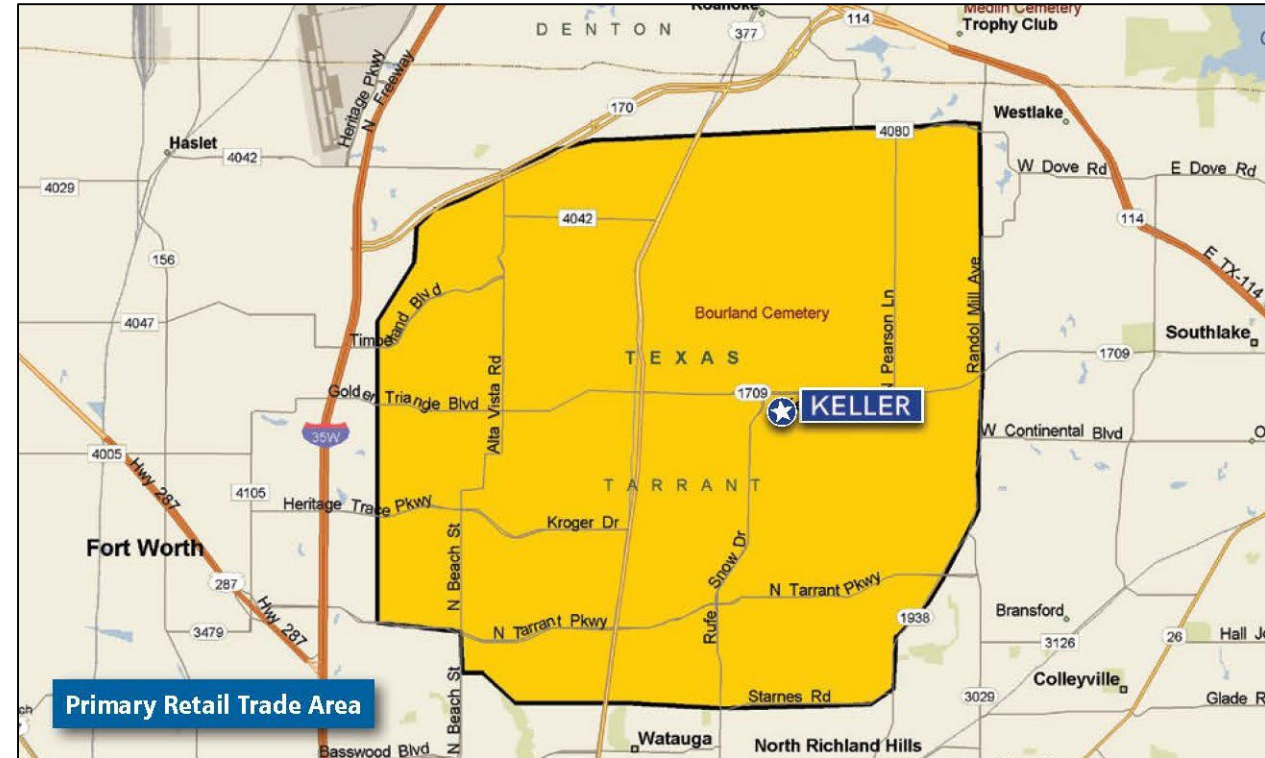 Roanoke
Medlin Cemetery
Trophy Club
114
DENTON
377
Heritage Pkwy
N Freeway
170
Westlake
4080
Haslet
4042
W Dove Rd
E Dove Rd
4029
4042
114
156
E TX-114
Timberland Blvd
Bourland Cemetery
N Pearson Ln
Randol Mill Ave
4047
Southlake
TEXAS
1709
Alta Vista Rd
Golden Triangle Blvd
1709
KELLER
35W
W Continental Blvd
4005
Hwy 287
4105
TARRANT
Heritage Trace Pkwy
Kroger Dr
Fort Worth
N Beach St
Rufe Snow Dr
287
N Tarrant Pkwy
Hwy 287
Bransford
1938
3479
N Tarrant Pkwy
3126
26
Colleyville
Primary Retail Trade Area
N Beach St
Starnes Rd
3029
Glade R
Watauga
North Richland Hills
Basswood Blvd